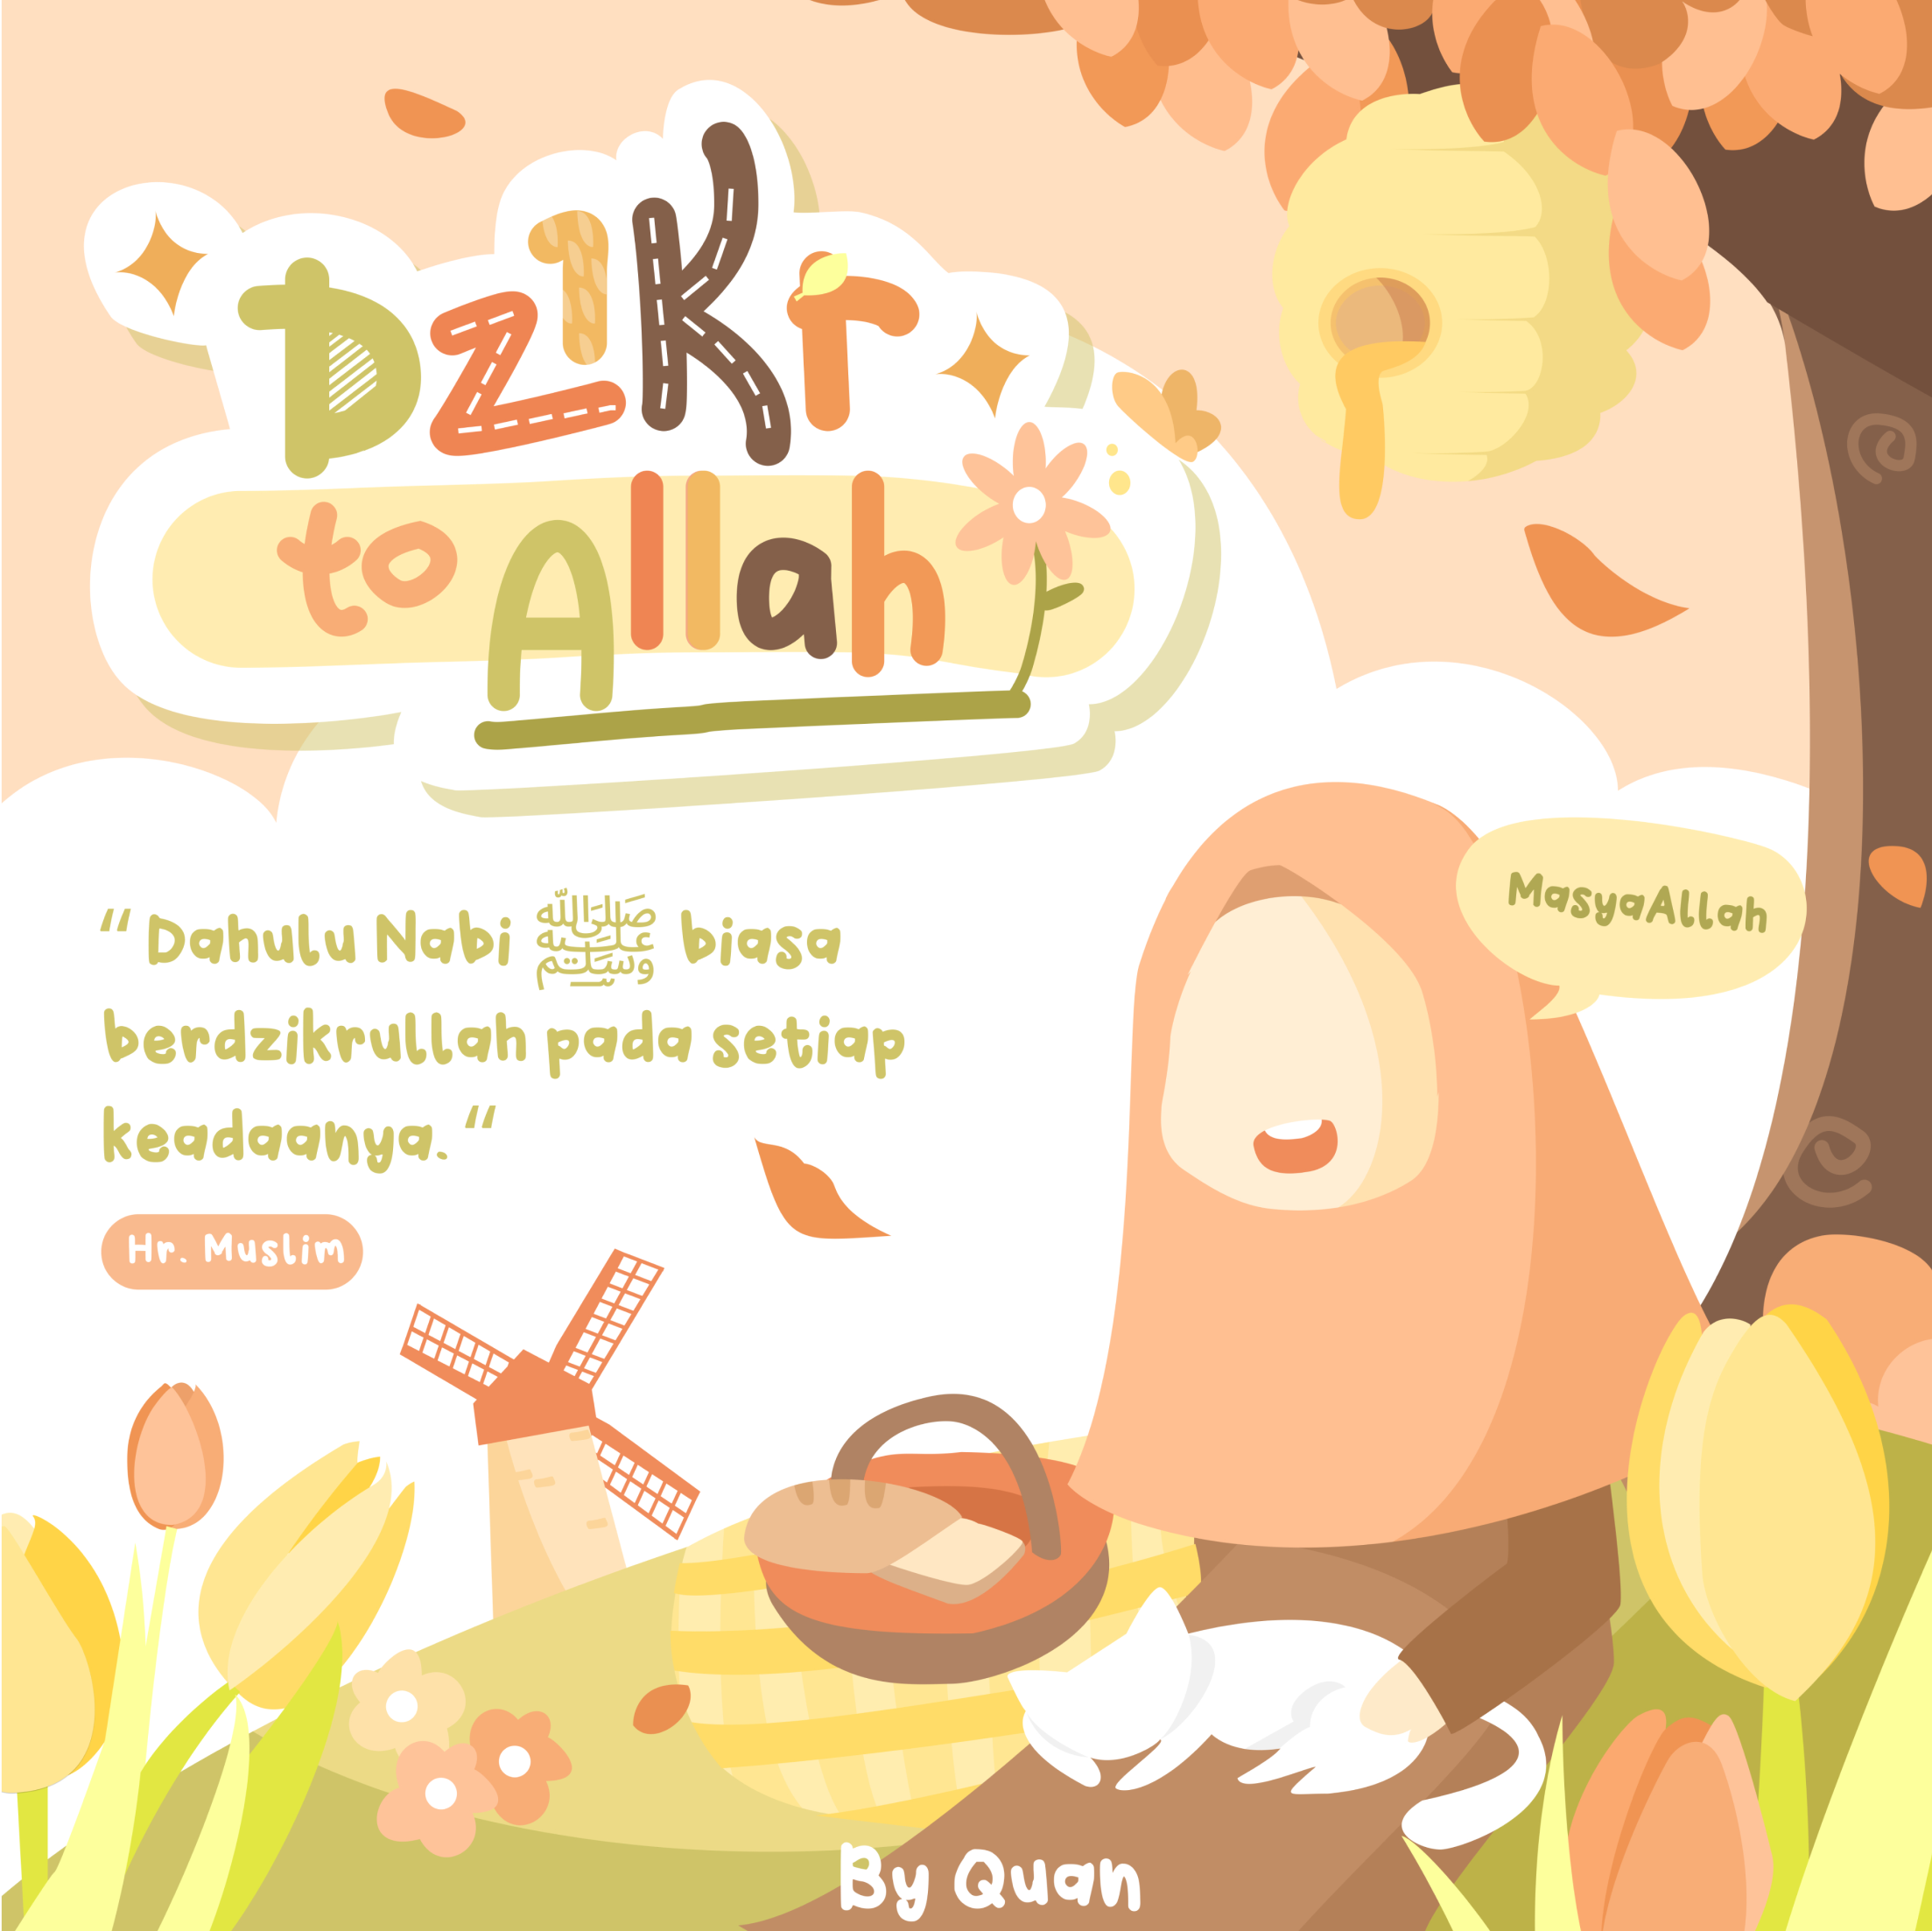 Dzikr
to Allah
MasyaAllah
“Dahulu Nabi ﷺ biasa
berdzikrullah pada setiap
keadaanya, “
Hr. Muslim
By Quan